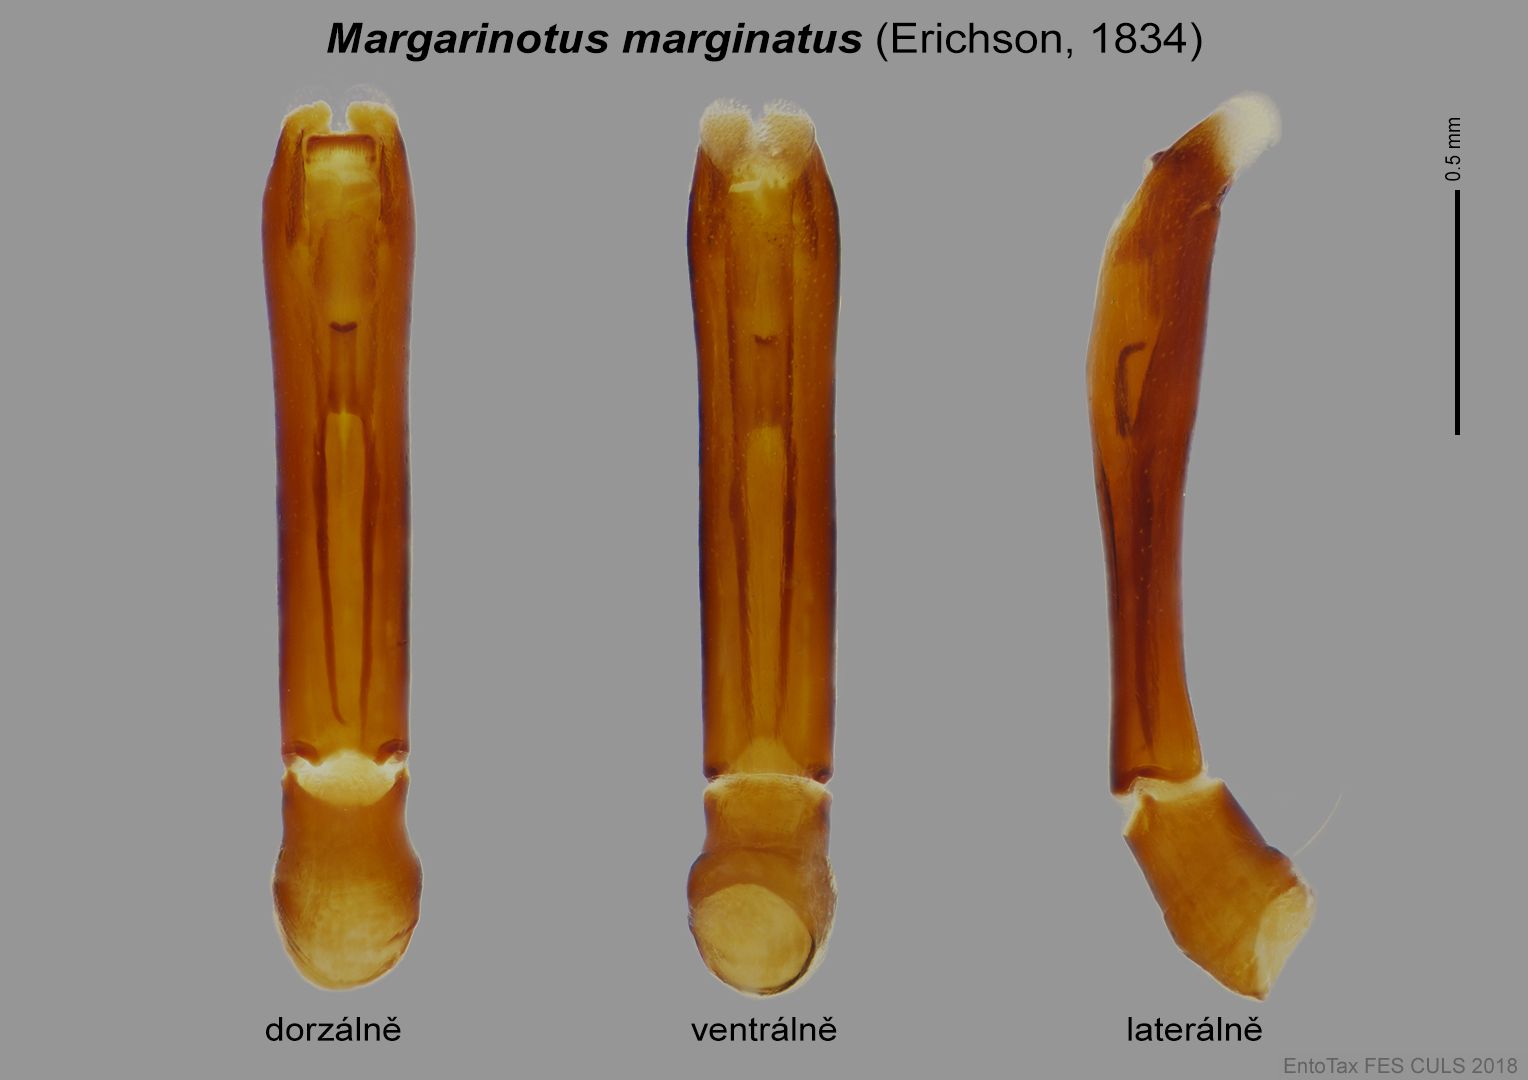 Margarinotus marginatus (Erichson, 1834)
0.5 mm
dorzálně
ventrálně
laterálně
EntoTax FES CULS 2018